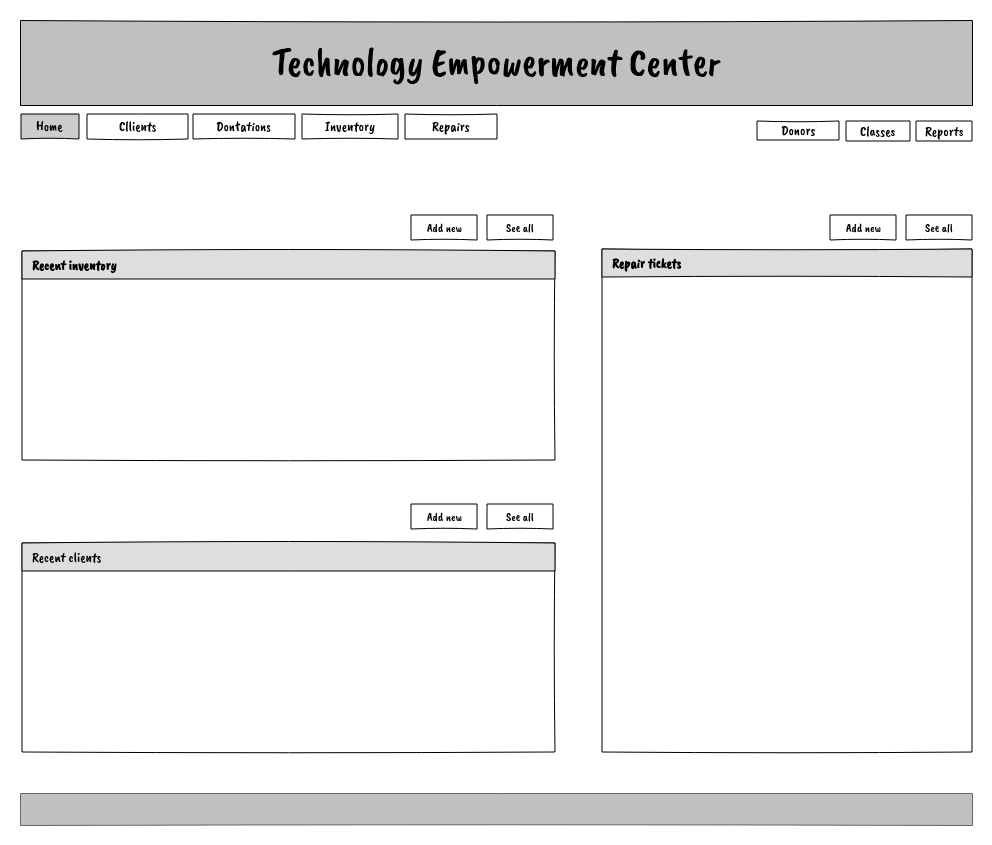 Technology Empowerment Center
Home Cllients Dontations Inventory Repairs Donors Classes Reports
Add new See all Add new See all
Recent inventory Repair tickets
Add new See all
Recent clients